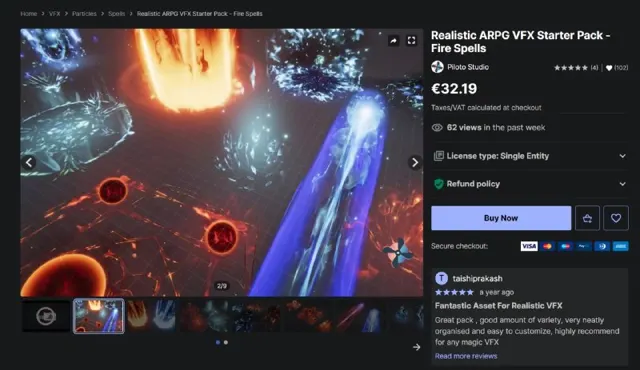 Home > VFX > Particles > Spells > Realistic ARPG VFX Starter Pack - Fire Spells
Realistic ARPG VFX Starter Pack -
Fire Spells
Piloto Studio
(4) | (102)
€32.19
Taxes/VAT calculated at checkout
62 views in the past week
License type: Single Entity
Refund policy
2/9
Buy Now
Secure checkout:
VISA
T taishiprakash
a year ago
Fantastic Asset For Realistic VFX
Great pack , good amount of variety, very neatly
organised and easy to customize, highly recommend
for any magic VFX
Read more reviews